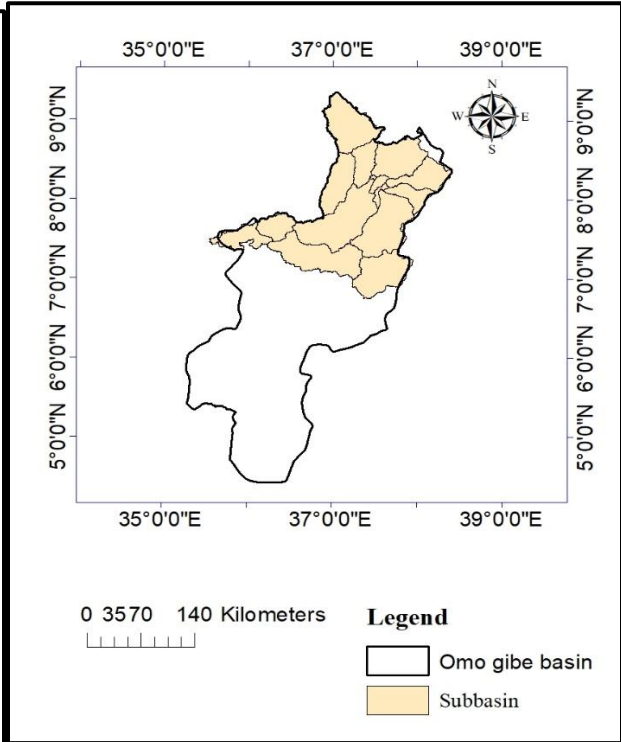 35°0'0"E 37°0'0"E 39°0'0"E
N
W E
S
9°0'0"N 9°0'0"N
8°0'0"N 8°0'0"N
7°0'0"N 7°0'0"N
6°0'0"N 6°0'0"N
5°0'0"N 5°0'0"N
35°0'0"E 37°0'0"E 39°0'0"E
0 3570 140 Kilometers
Legend
Omo gibe basin
Subbasin